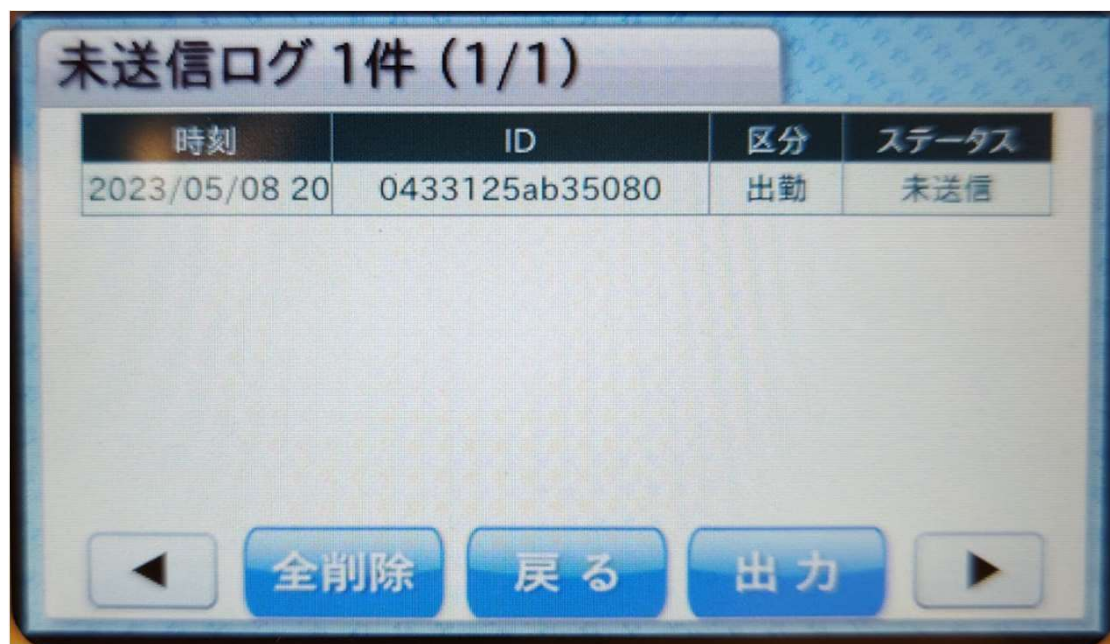 未送信ログ 1件 (1/1)
時刻 ID 区分 ステータス
2023/05/08 20 0433125ab35080 出勤 未送信
◀ 全削除 戻る 出力 ▶